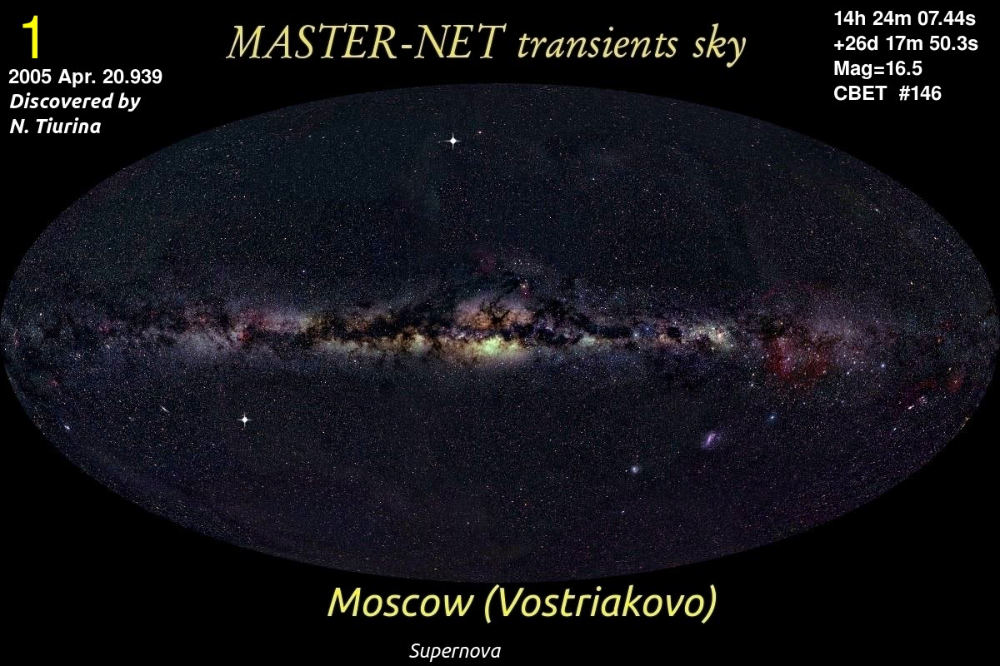 1
MASTER-NET transients sky
14h 24m 07.44s
+26d 17m 50.3s
Mag=16.5
CBET #146
2005 Apr. 20.939
Discovered by
N. Tiurina
Moscow (Vostriakovo)
Supernova